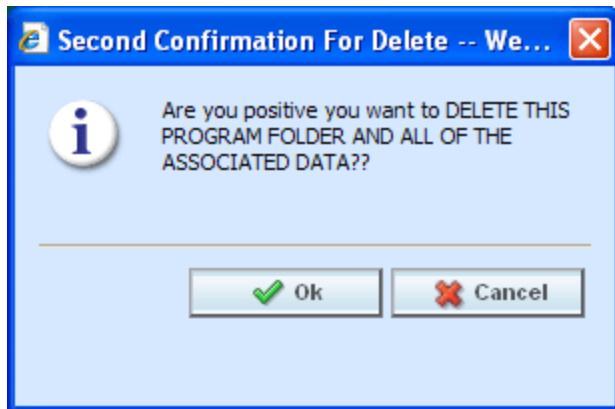 Second Confirmation For Delete -- We...
Are you positive you want to DELETE THIS
PROGRAM FOLDER AND ALL OF THE
ASSOCIATED DATA??
Ok
Cancel